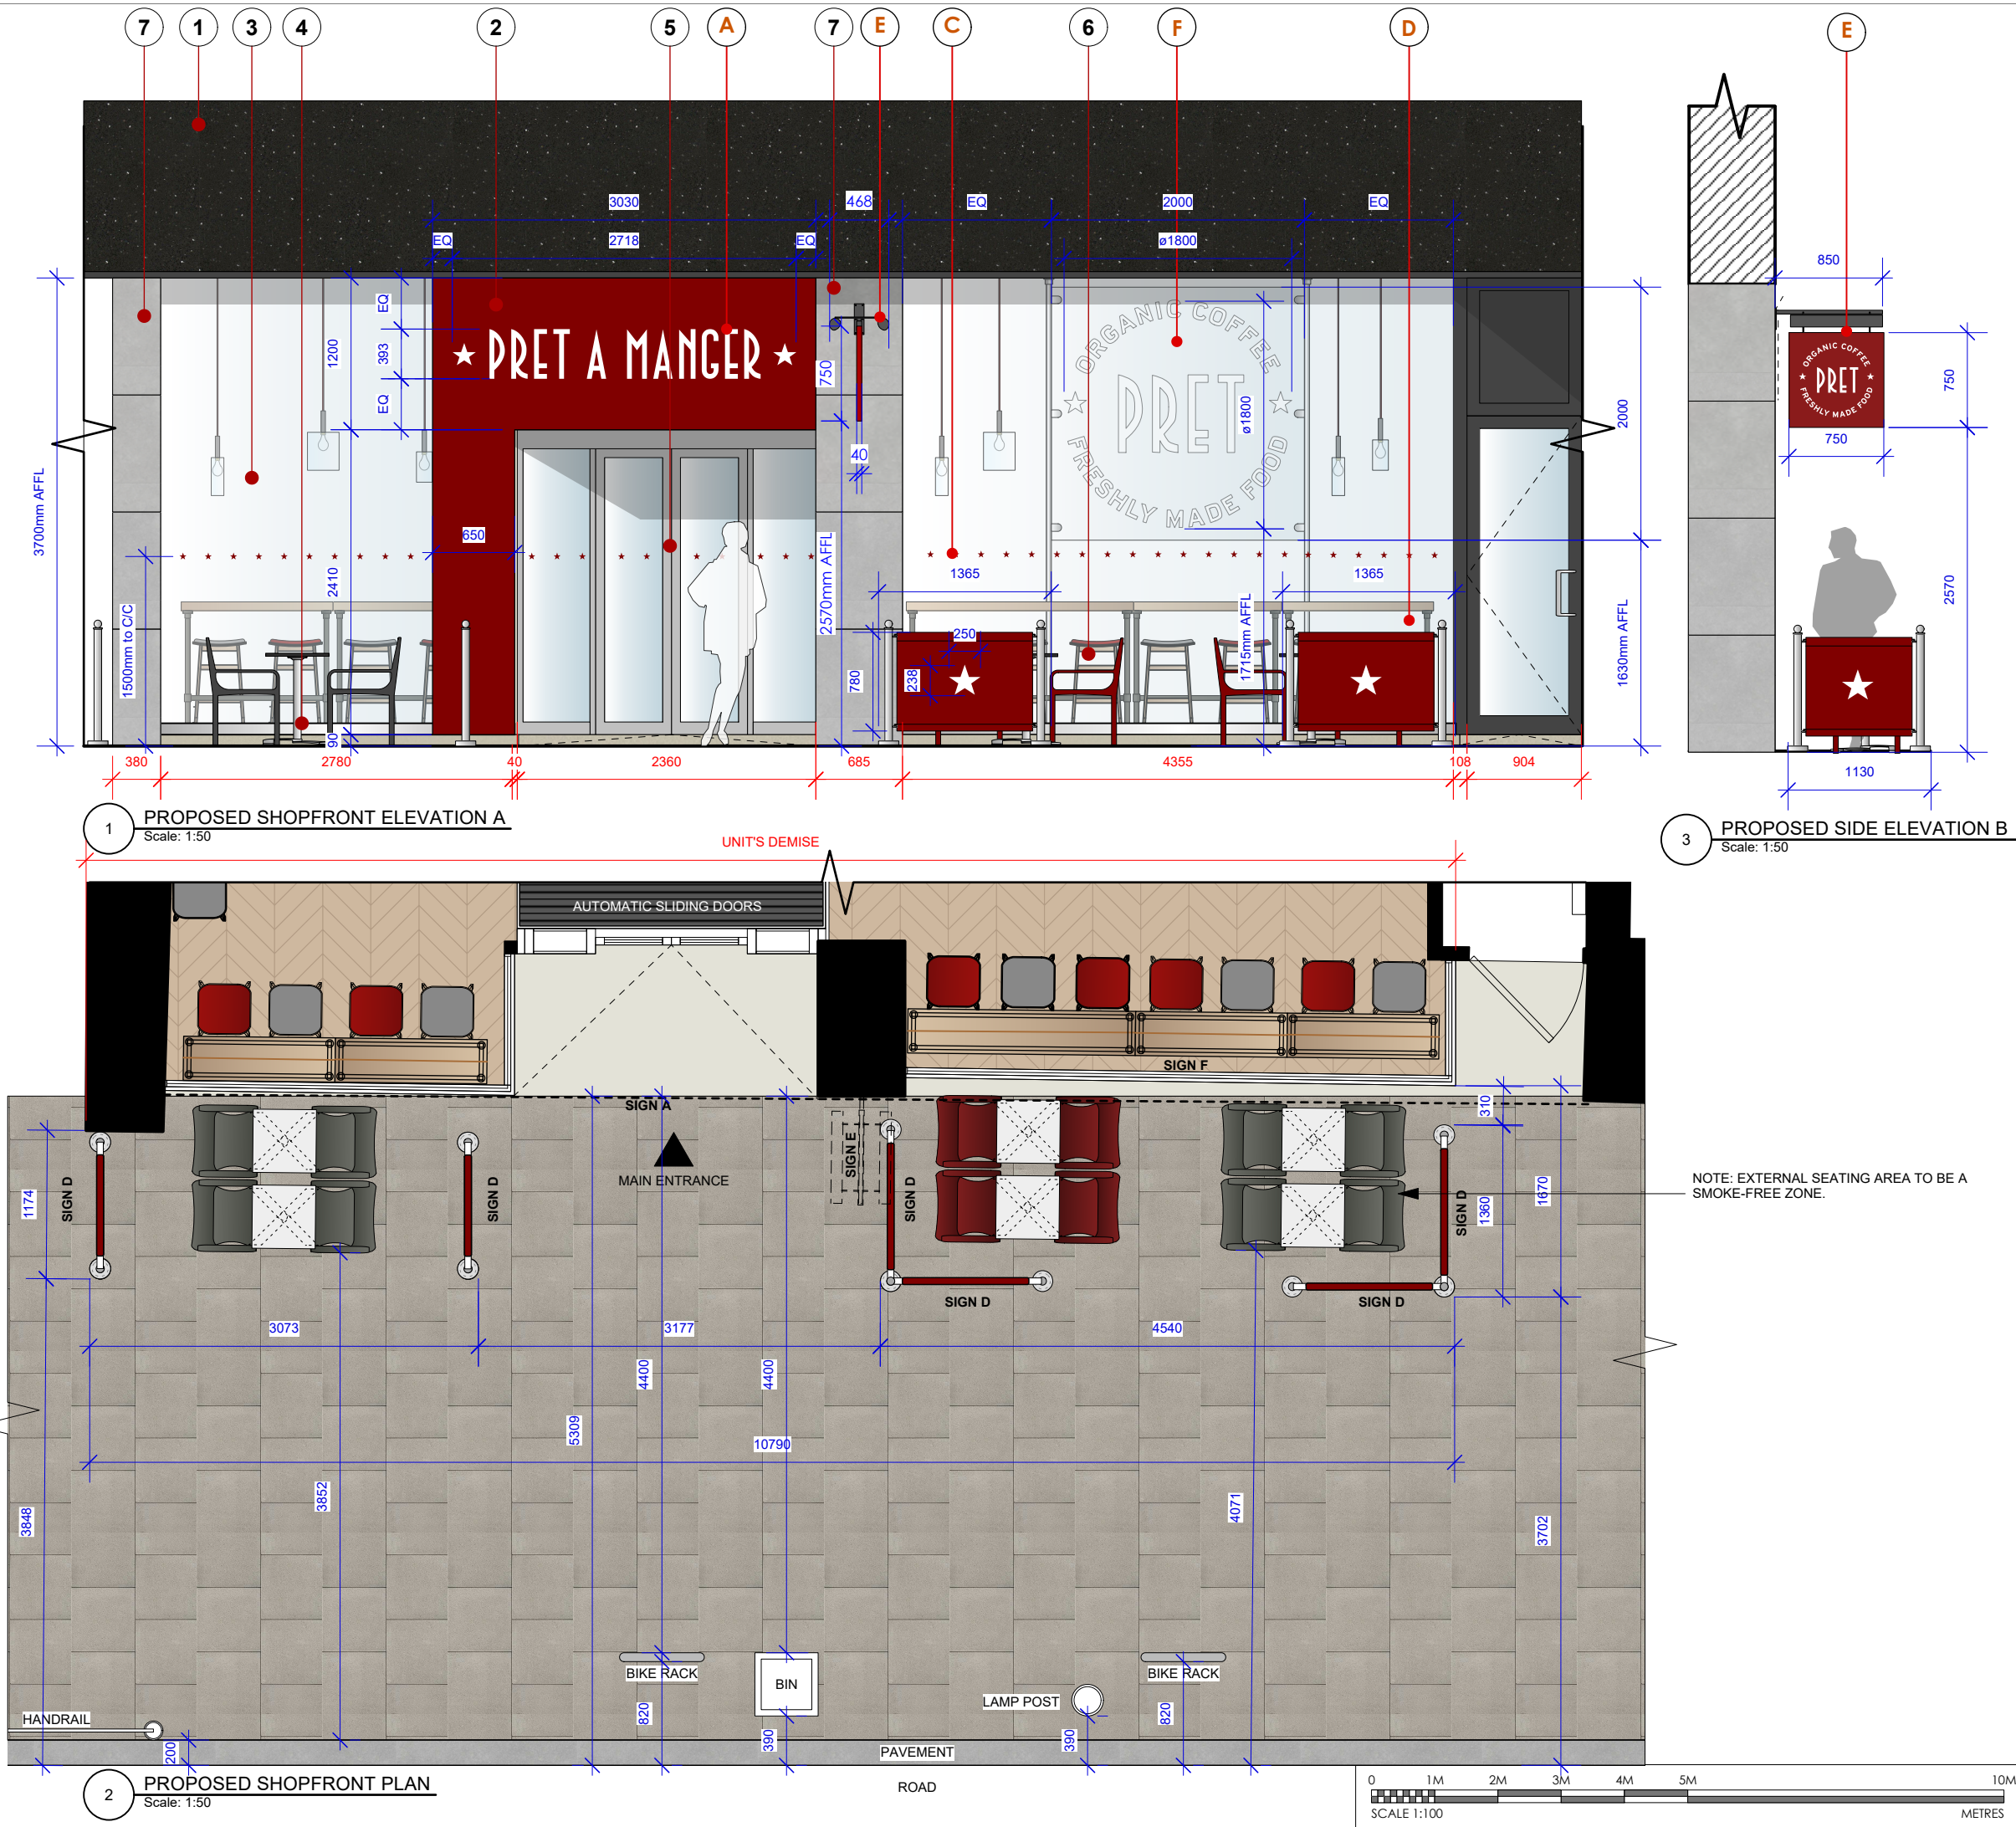 7 1 3 4 2 5 A 7 E C 6 F D E
3030 468 EQ 2000 EQ
EQ 2718 EQ ø1800
850
EQ
1200 393
EQ
★ PRET A MANGER ★
750
40
ORGANIC COFFEE
★ PRET ★
FRESHLY MADE FOOD
ø1800
2000
ORGANIC COFFEE
★ PRET ★
FRESHLY MADE FOOD
750
750
3700mm AFFL
650
2410
1500mm to C/C
90
2570mm AFFL
1365
1365
250
238
780
1715mm AFFL
1630mm AFFL
2570
1130
380 2780 40 2360 685 4355 108 904
1 PROPOSED SHOPFRONT ELEVATION A
Scale: 1:50
3 PROPOSED SIDE ELEVATION B
Scale: 1:50
UNIT'S DEMISE
AUTOMATIC SLIDING DOORS
SIGN F
SIGN A
MAIN ENTRANCE
SIGN E
SIGN D
SIGN D
SIGN D
SIGN D
SIGN D
SIGN D
310
1174
1360
1670
NOTE: EXTERNAL SEATING AREA TO BE A
SMOKE-FREE ZONE.
3073 3177 4540
4400 4400
5309
10790
3848
3852
4071
3702
BIKE RACK
BIN
BIKE RACK
LAMP POST
HANDRAIL
200
820
390
390
820
PAVEMENT
ROAD
2 PROPOSED SHOPFRONT PLAN
Scale: 1:50
0 1M 2M 3M 4M 5M 10M
SCALE 1:100 METRES